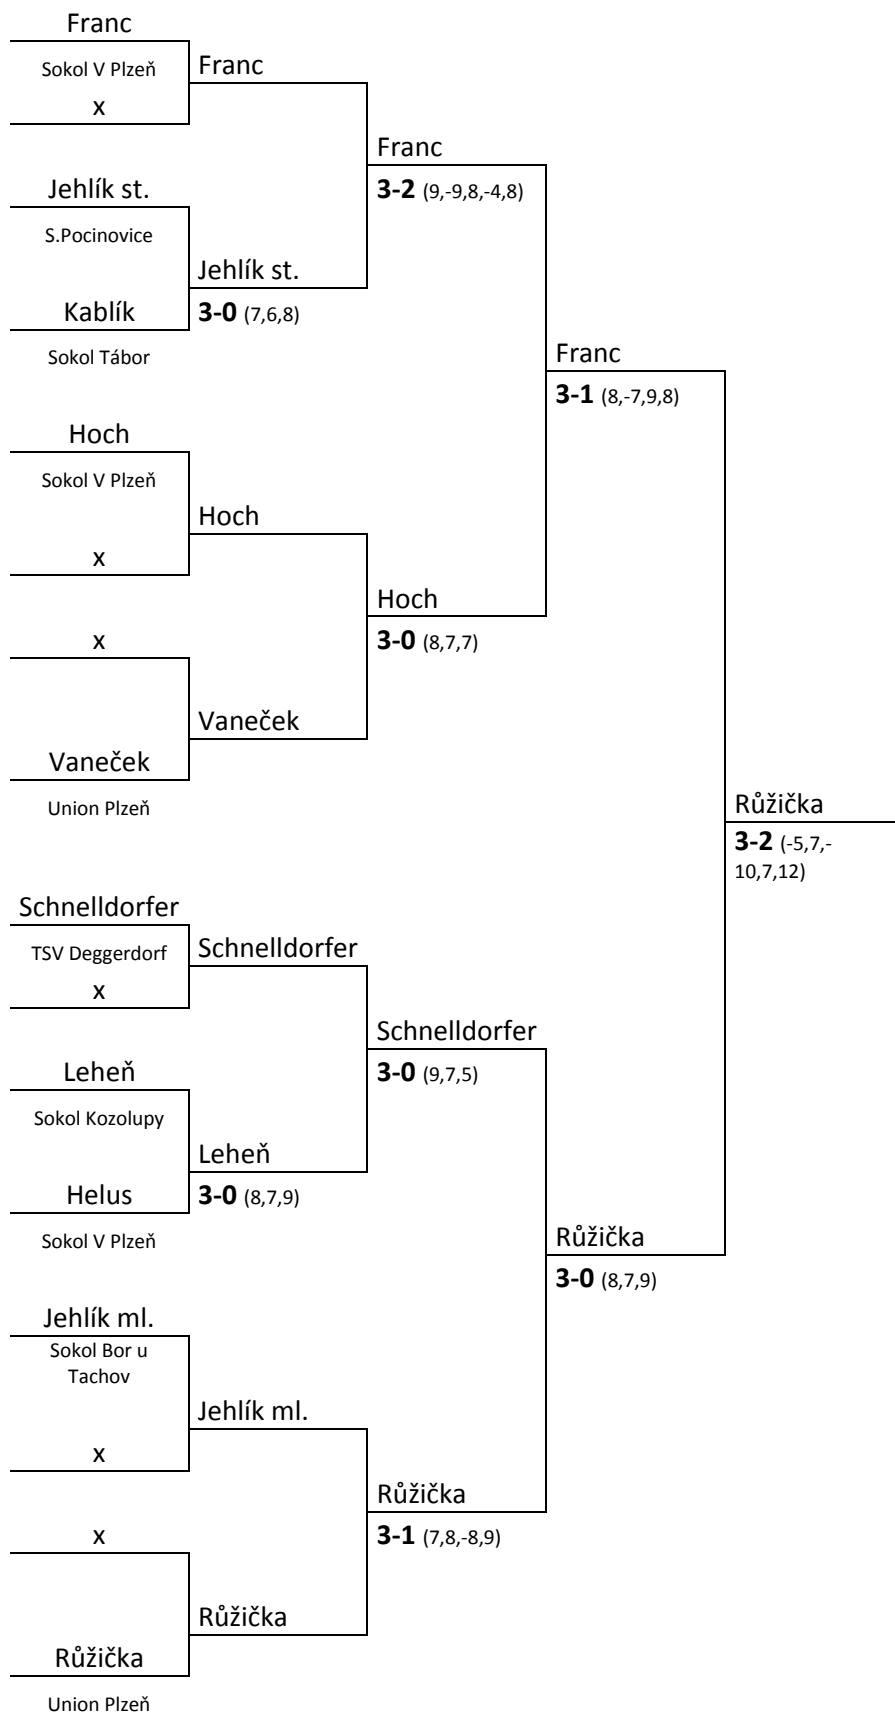 Franc
Sokol V Plzeň
Franc
x
Franc
3-2 (9,-9,8,-4,8)
Jehlík st.
S.Pocinovice
Jehlík st.
Kablík
3-0 (7,6,8)
Sokol Tábor
Franc
3-1 (8,-7,9,8)
Hoch
Sokol V Plzeň
Hoch
x
Hoch
3-0 (8,7,7)
x
Vaneček
Vaneček
Union Plzeň
Růžička
3-2 (-5,7,-
10,7,12)
Schnelldorfer
TSV Deggerdorf
Schnelldorfer
x
Schnelldorfer
3-0 (9,7,5)
Leheň
Sokol Kozolupy
Leheň
Helus
3-0 (8,7,9)
Sokol V Plzeň
Růžička
3-0 (8,7,9)
Jehlík ml.
Sokol Bor u
Tachov
Jehlík ml.
x
Růžička
3-1 (7,8,-8,9)
x
Růžička
Růžička
Union Plzeň